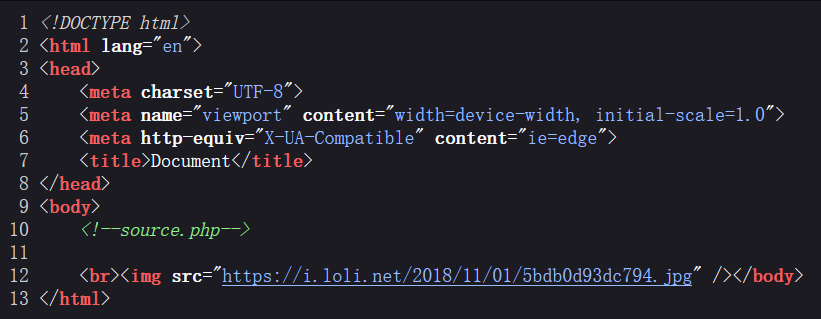 1 <!DOCTYPE html>
2 <html lang="en">
3 <head>
4     <meta charset="UTF-8">
5     <meta name="viewport" content="width=device-width, initial-scale=1.0">
6     <meta http-equiv="X-UA-Compatible" content="ie=edge">
7     <title>Document</title>
8 </head>
9 <body>
10     <!--source.php-->
11
12     <br><img src="https://i.loli.net/2018/11/01/5bdb0d93dc794.jpg" /></body>
13 </html>